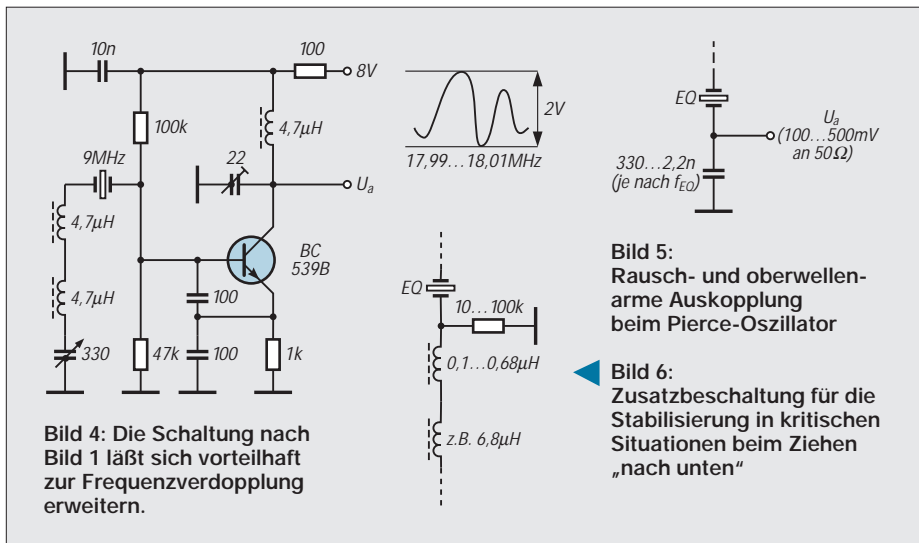 10n
100
8V
100k
4,7µH
9MHz
22
Ua
4,7µH
4,7µH
BC
539B
100
330
47k
100
1k
Bild 4: Die Schaltung nach
Bild 1 läßt sich vorteilhaft
zur Frequenzverdopplung
erweitern.
2V
17,99...18,01MHz
EQ
10...100k
0,1...0,68µH
z.B. 6,8µH
EQ
Ua
(100...500mV
an 50Ω)
330...2,2n
(je nach fEQ)
Bild 5:
Rausch- und oberwellen-
arme Auskopplung
beim Pierce-Oszillator
Bild 6:
Zusatzbeschaltung für die
Stabilisierung in kritischen
Situationen beim Ziehen
„nach unten“